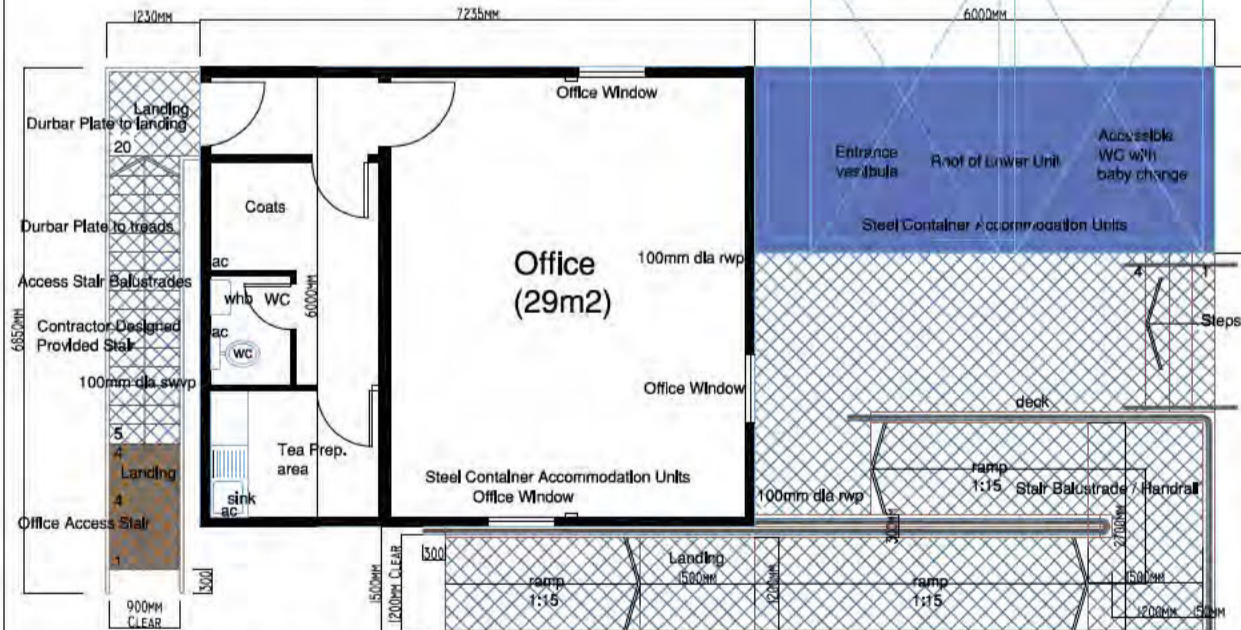 1230MM
7235MM
6000MM
Landing
Durbar Plate to landing
20
Durbar Plate to treads
Access Stair Balustrades
Contractor Designed
Provided Stair
100mm dia swvp
6850MM
5
4
Landing
4
Office Access Stair
1
900MM
CLEAR
300
Coats
ac
whb
WC
ac
WC
6000MM
Tea Prep.
area
sink
ac
Office Window
Office
(29m2)
100mm dia rwp
Office Window
Steel Container Accommodation Units
Office Window
Entrance
vestibule
Roof of Lower Unit
Accessible
WC with
baby change
Steel Container Accommodation Units
4
1
Steps
deck
ramp
1:15
Stair Balustrade / Handrail
100mm dia rwp
300
2700MM
1500MM
1200MM CLEAR
300
ramp
1:15
Landing
1500MM
1200MM
ramp
1:15
1500MM
1200MM
150MM